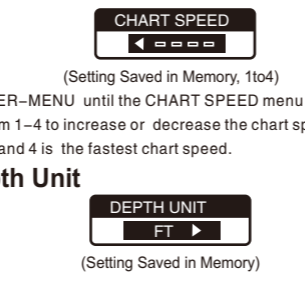 CHART SPEED
(Setting Saved in Memory, 1to4)
ER–MENU until the CHART SPEED menu
m 1–4 to increase or decrease the chart sp
and 4 is the fastest chart speed.
th Unit
DEPTH UNIT
FT
(Setting Saved in Memory)